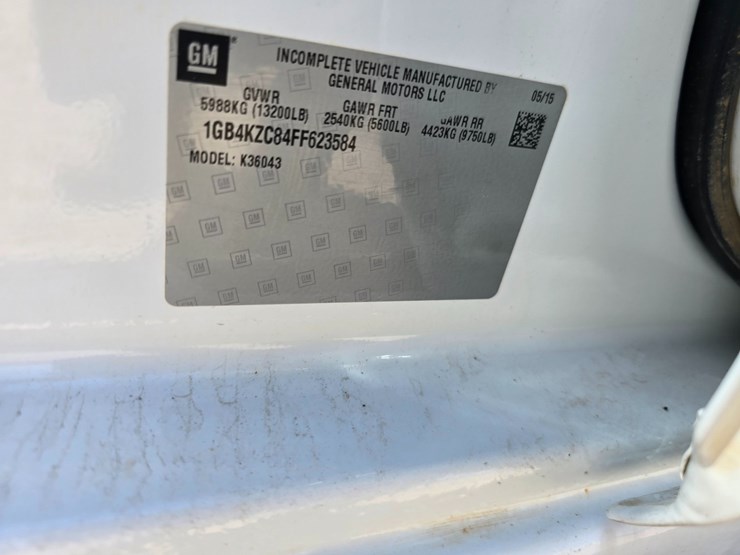 GM
INCOMPLETE VEHICLE MANUFACTURED BY
GENERAL MOTORS LLC
05/15
GVWR GAWR FRT GAWR RR
5988KG (13200LB) 2540KG (5600LB) 4423KG (9750LB)
1GB4KZC84FF623584
MODEL: K36043